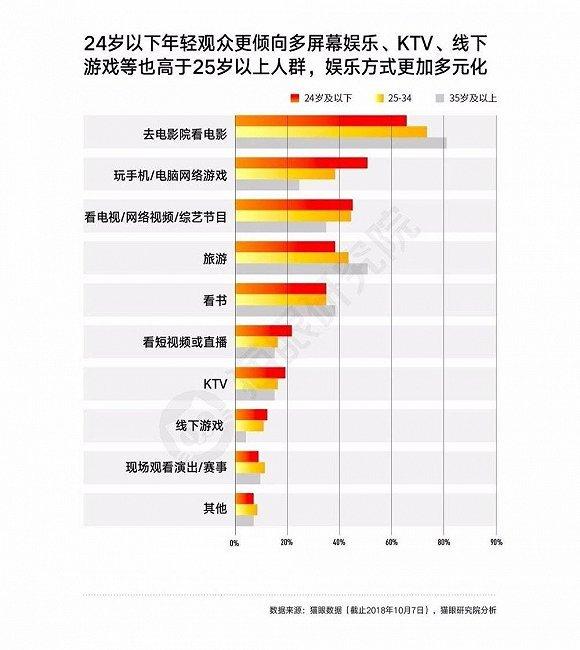 24岁以下年轻观众更倾向多屏幕娱乐、KTV、线下
游戏等也高于25岁以上人群，娱乐方式更加多元化
24岁及以下 25-34 35岁及以上
去电影院看电影
玩手机/电脑网络游戏
看电视/网络视频/综艺节目
旅游
看书
看短视频或直播
KTV
线下游戏
现场观看演出/赛事
其他
0% 20% 40% 60% 80% 90%
猫眼研究院
数据来源：猫眼数据（截止2018年10月7日），猫眼研究院分析